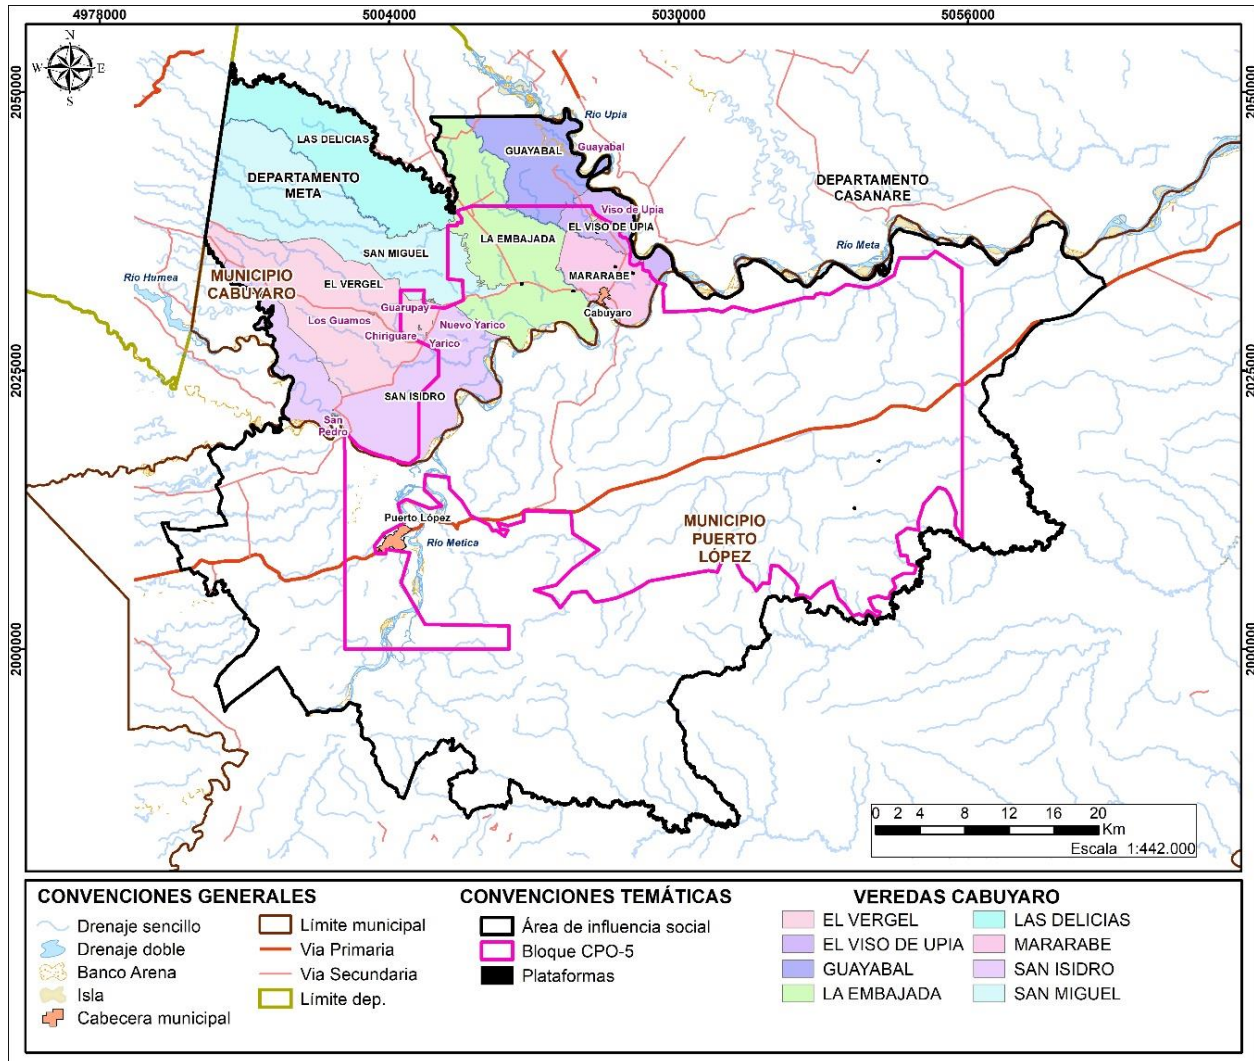 4978000
5004000
5030000
5056000
2050000
2050000
N
W
E
S
Río Upia
LAS DELICIAS
GUAYABAL
Guayabal
DEPARTAMENTO
META
DEPARTAMENTO
CASANARE
Viso de Upia
EL VISO DE UPIA
LA EMBAJADA
Río Meta
SAN MIGUEL
MARARABE
Río Humea
MUNICIPIO
CABUYARO
EL VERGEL
Guarupay
Cabuyaro
Los Guamos
Nuevo Yarico
Chiriguare
Yarico
2025000
2025000
SAN ISIDRO
San
Pedro
Puerto López
Río Metica
MUNICIPIO
PUERTO
LÓPEZ
2000000
2000000
0 2 4 8 12 16 20
Km
Escala 1:442.000
CONVENCIONES GENERALES
Drenaje sencillo
Drenaje doble
Banco Arena
Isla
Cabecera municipal
Límite municipal
Via Primaria
Via Secundaria
Límite dep.
CONVENCIONES TEMÁTICAS
Área de influencia social
Bloque CPO-5
Plataformas
VEREDAS CABUYARO
EL VERGEL
EL VISO DE UPIA
GUAYABAL
LA EMBAJADA
LAS DELICIAS
MARARABE
SAN ISIDRO
SAN MIGUEL